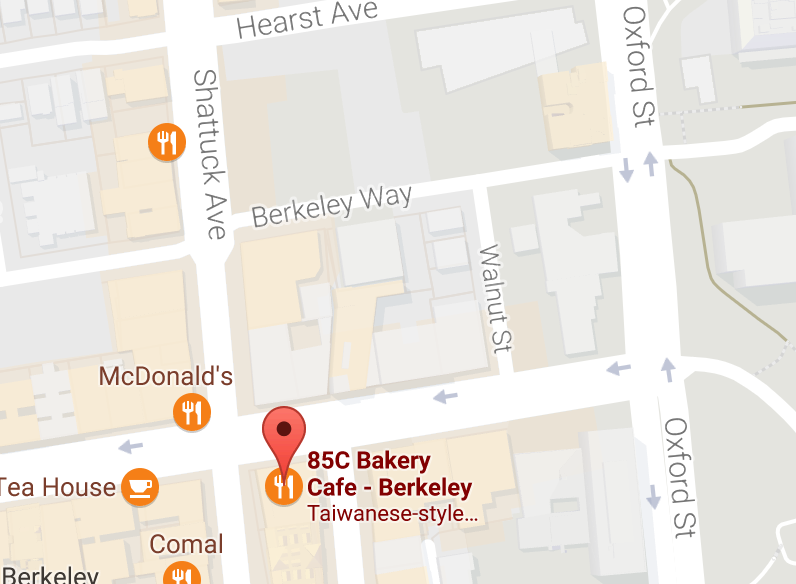 Hearst Ave
Oxford St
Shattuck Ave
Berkeley Way
Walnut St
McDonald's
85C Bakery
Cafe - Berkeley
Taiwanese-style...
Tea House
Oxford St
Comal
Berkeley